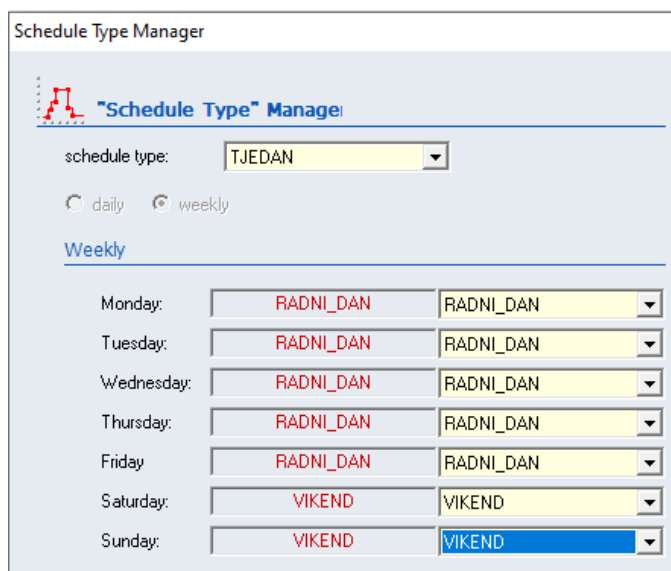 Schedule Type Manager
"Schedule Type" Manager
schedule type: TJEDAN
daily weekly
Weekly
Monday: RADNI_DAN RADNI_DAN
Tuesday: RADNI_DAN RADNI_DAN
Wednesday: RADNI_DAN RADNI_DAN
Thursday: RADNI_DAN RADNI_DAN
Friday RADNI_DAN RADNI_DAN
Saturday: VIKEND VIKEND
Sunday: VIKEND VIKEND